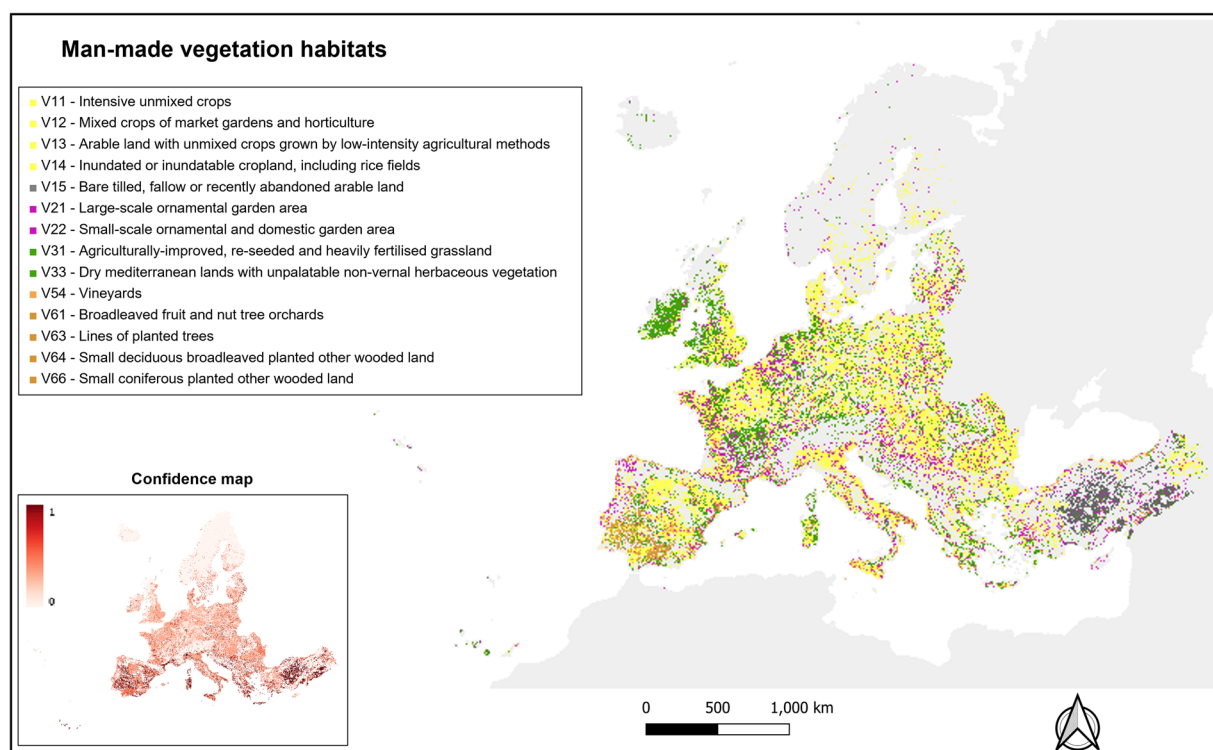 Man-made vegetation habitats
V11 - Intensive unmixed crops
V12 - Mixed crops of market gardens and horticulture
V13 - Arable land with unmixed crops grown by low-intensity agricultural methods
V14 - Inundated or inundatable cropland, including rice fields
V15 - Bare tilled, fallow or recently abandoned arable land
V21 - Large-scale ornamental garden area
V22 - Small-scale ornamental and domestic garden area
V31 - Agriculturally-improved, re-seeded and heavily fertilised grassland
V33 - Dry mediterranean lands with unpalatable non-vernal herbaceous vegetation
V54 - Vineyards
V61 - Broadleaved fruit and nut tree orchards
V63 - Lines of planted trees
V64 - Small deciduous broadleaved planted other wooded land
V66 - Small coniferous planted other wooded land
Confidence map
1
0
0 500 1,000 km